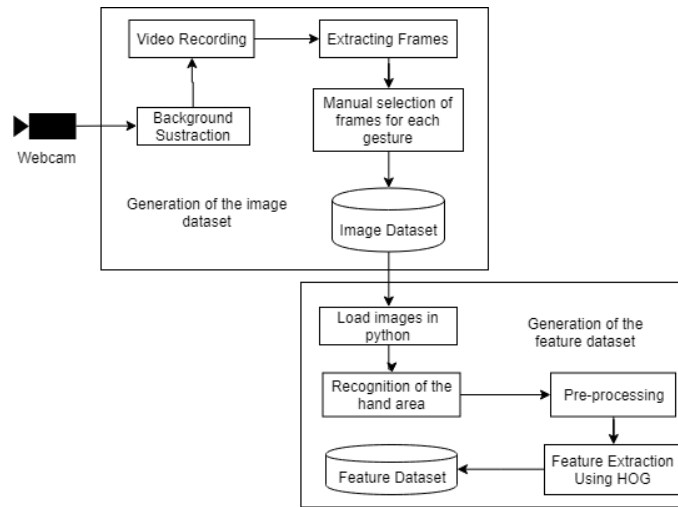 Video Recording
Extracting Frames
Manual selection of
frames for each
gesture
Background
Sustraction
Webcam
Generation of the image
dataset
Image Dataset
Load images in
python
Generation of the
feature dataset
Recognition of the
hand area
Pre-processing
Feature Extraction
Using HOG
Feature Dataset